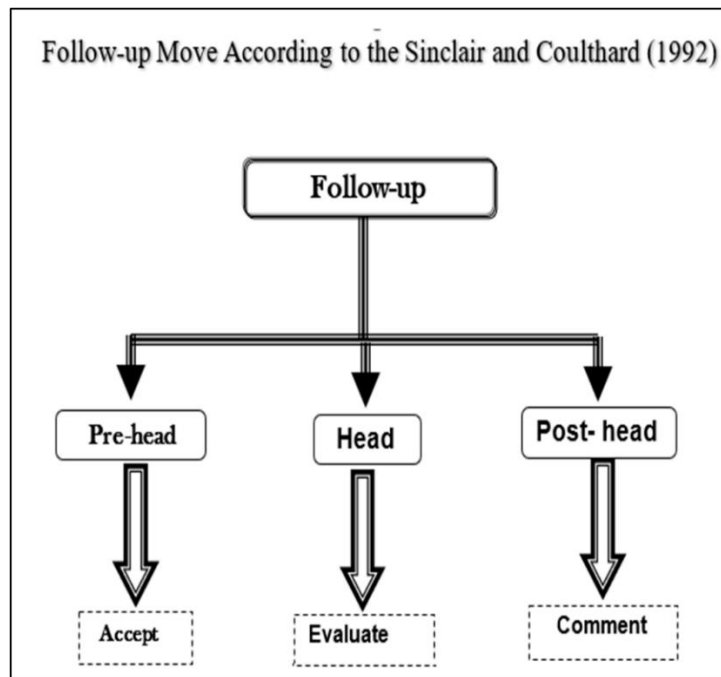 Follow-up Move According to the Sinclair and Coulthard (1992)
Follow-up
Pre-head
Head
Post- head
Accept
Evaluate
Comment